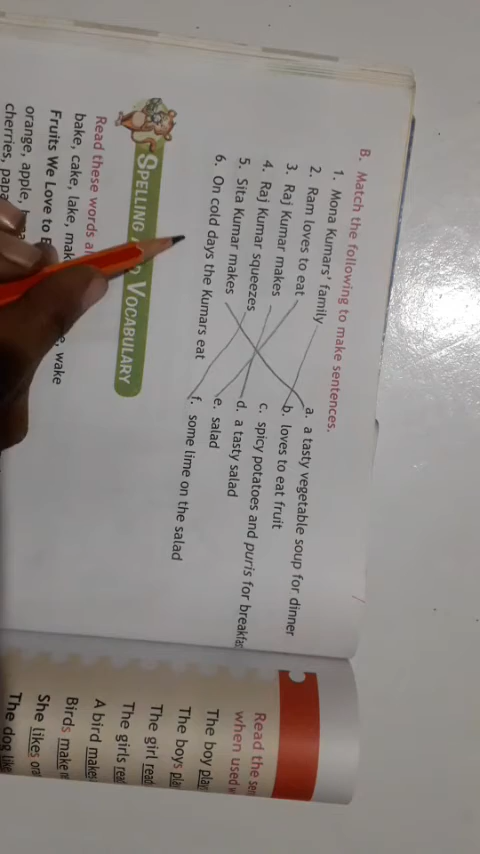 B. Match the following to make sentences.
1. Mona Kumars' family
a. a tasty vegetable soup for dinner
2. Ram loves to eat
b. loves to eat fruit
3. Raj Kumar makes
c. spicy potatoes and puris for breakfas
4. Raj Kumar squeezes
d. a tasty salad
5. Sita Kumar makes
e. salad
6. On cold days the Kumars eat
f. some lime on the salad
SPELLING VOCABULARY
Read these words
bake, cake, lake, wake
Fruits We Love to
orange, apple,
cherries,
Read the
when used
The boy
The boys
The girl read
The girls
A bird
Birds make
She likes
The dog